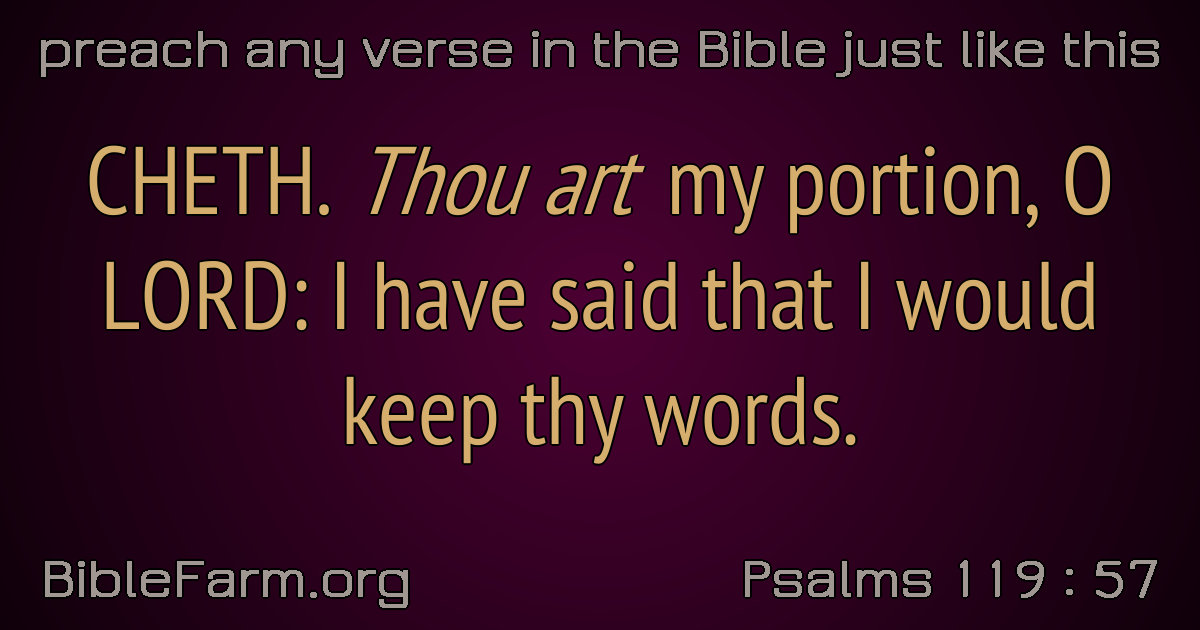 preach any verse in the Bible just like this
CHETH. Thou art my portion, O
LORD: I have said that I would
keep thy words.
BibleFarm.org
Psalms 119 : 57